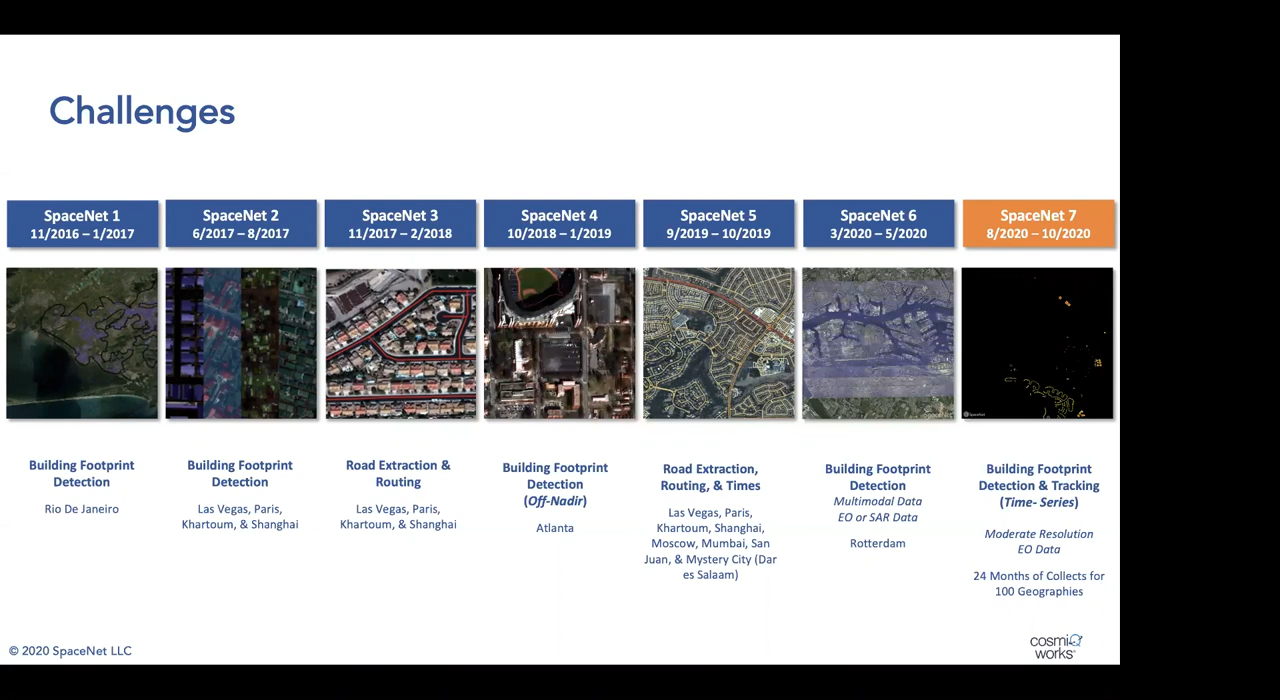 Challenges
SpaceNet 1
11/2016 – 1/2017
SpaceNet 2
6/2017 – 8/2017
SpaceNet 3
11/2017 – 2/2018
SpaceNet 4
10/2018 – 1/2019
SpaceNet 5
9/2019 – 10/2019
SpaceNet 6
3/2020 – 5/2020
SpaceNet 7
8/2020 – 10/2020
SpaceNet
SpaceNet
Building Footprint
Detection
Rio De Janeiro
Building Footprint
Detection
Las Vegas, Paris,
Khartoum, & Shanghai
Road Extraction &
Routing
Las Vegas, Paris,
Khartoum, & Shanghai
Building Footprint
Detection
(Off-Nadir)
Atlanta
Road Extraction,
Routing, & Times
Las Vegas, Paris,
Khartoum, Shanghai,
Moscow, Mumbai, San
Juan, & Mystery City (Dar
es Salaam)
Building Footprint
Detection
Multimodal Data
EO or SAR Data
Rotterdam
Building Footprint
Detection & Tracking
(Time- Series)
Moderate Resolution
EO Data
24 Months of Collects for
100 Geographies
© 2020 SpaceNet LLC
cosmiQ
works